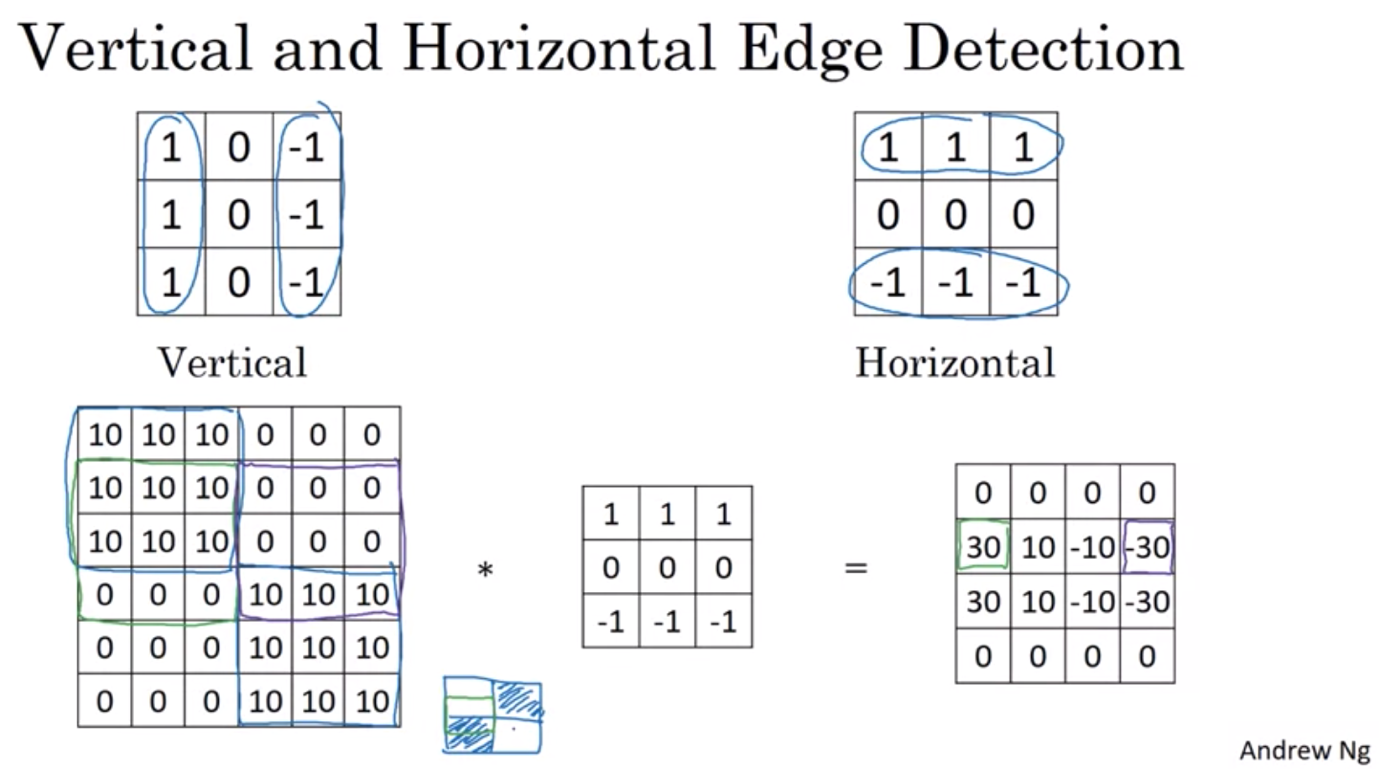 Vertical and Horizontal Edge Detection
1 0 -1
1 0 -1
1 0 -1
Vertical
1 1 1
0 0 0
-1 -1 -1
Horizontal
10 10 10 0 0 0
10 10 10 0 0 0
10 10 10 0 0 0
0 0 0 10 10 10
0 0 0 10 10 10
0 0 0 10 10 10
*
1 1 1
0 0 0
-1 -1 -1
=
0 0 0 0
30 10 -10 -30
30 10 -10 -30
0 0 0 0
Andrew Ng